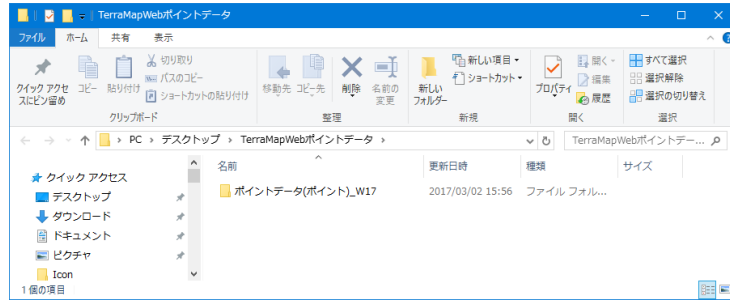 TerraMapWebポイントデータ
ファイル ホーム 共有 表示
クイック アクセスにピン留め
コピー
貼り付け
切り取り
パスのコピー
ショートカットの貼り付け
クリップボード
移動先
コピー先
削除
名前の変更
整理
新しいフォルダー
新しい項目
ショートカット
新規
プロパティ
開く
編集
履歴
開く
すべて選択
選択解除
選択の切り替え
選択
PC › デスクトップ › TerraMapWebポイントデータ ›
TerraMapWebポイントデー...
名前 更新日時 種類 サイズ
クイック アクセス
デスクトップ
ダウンロード
ドキュメント
ピクチャ
Icon
ポイントデータ(ポイント)_W17 2017/03/02 15:56 ファイル フォル...
1 個の項目